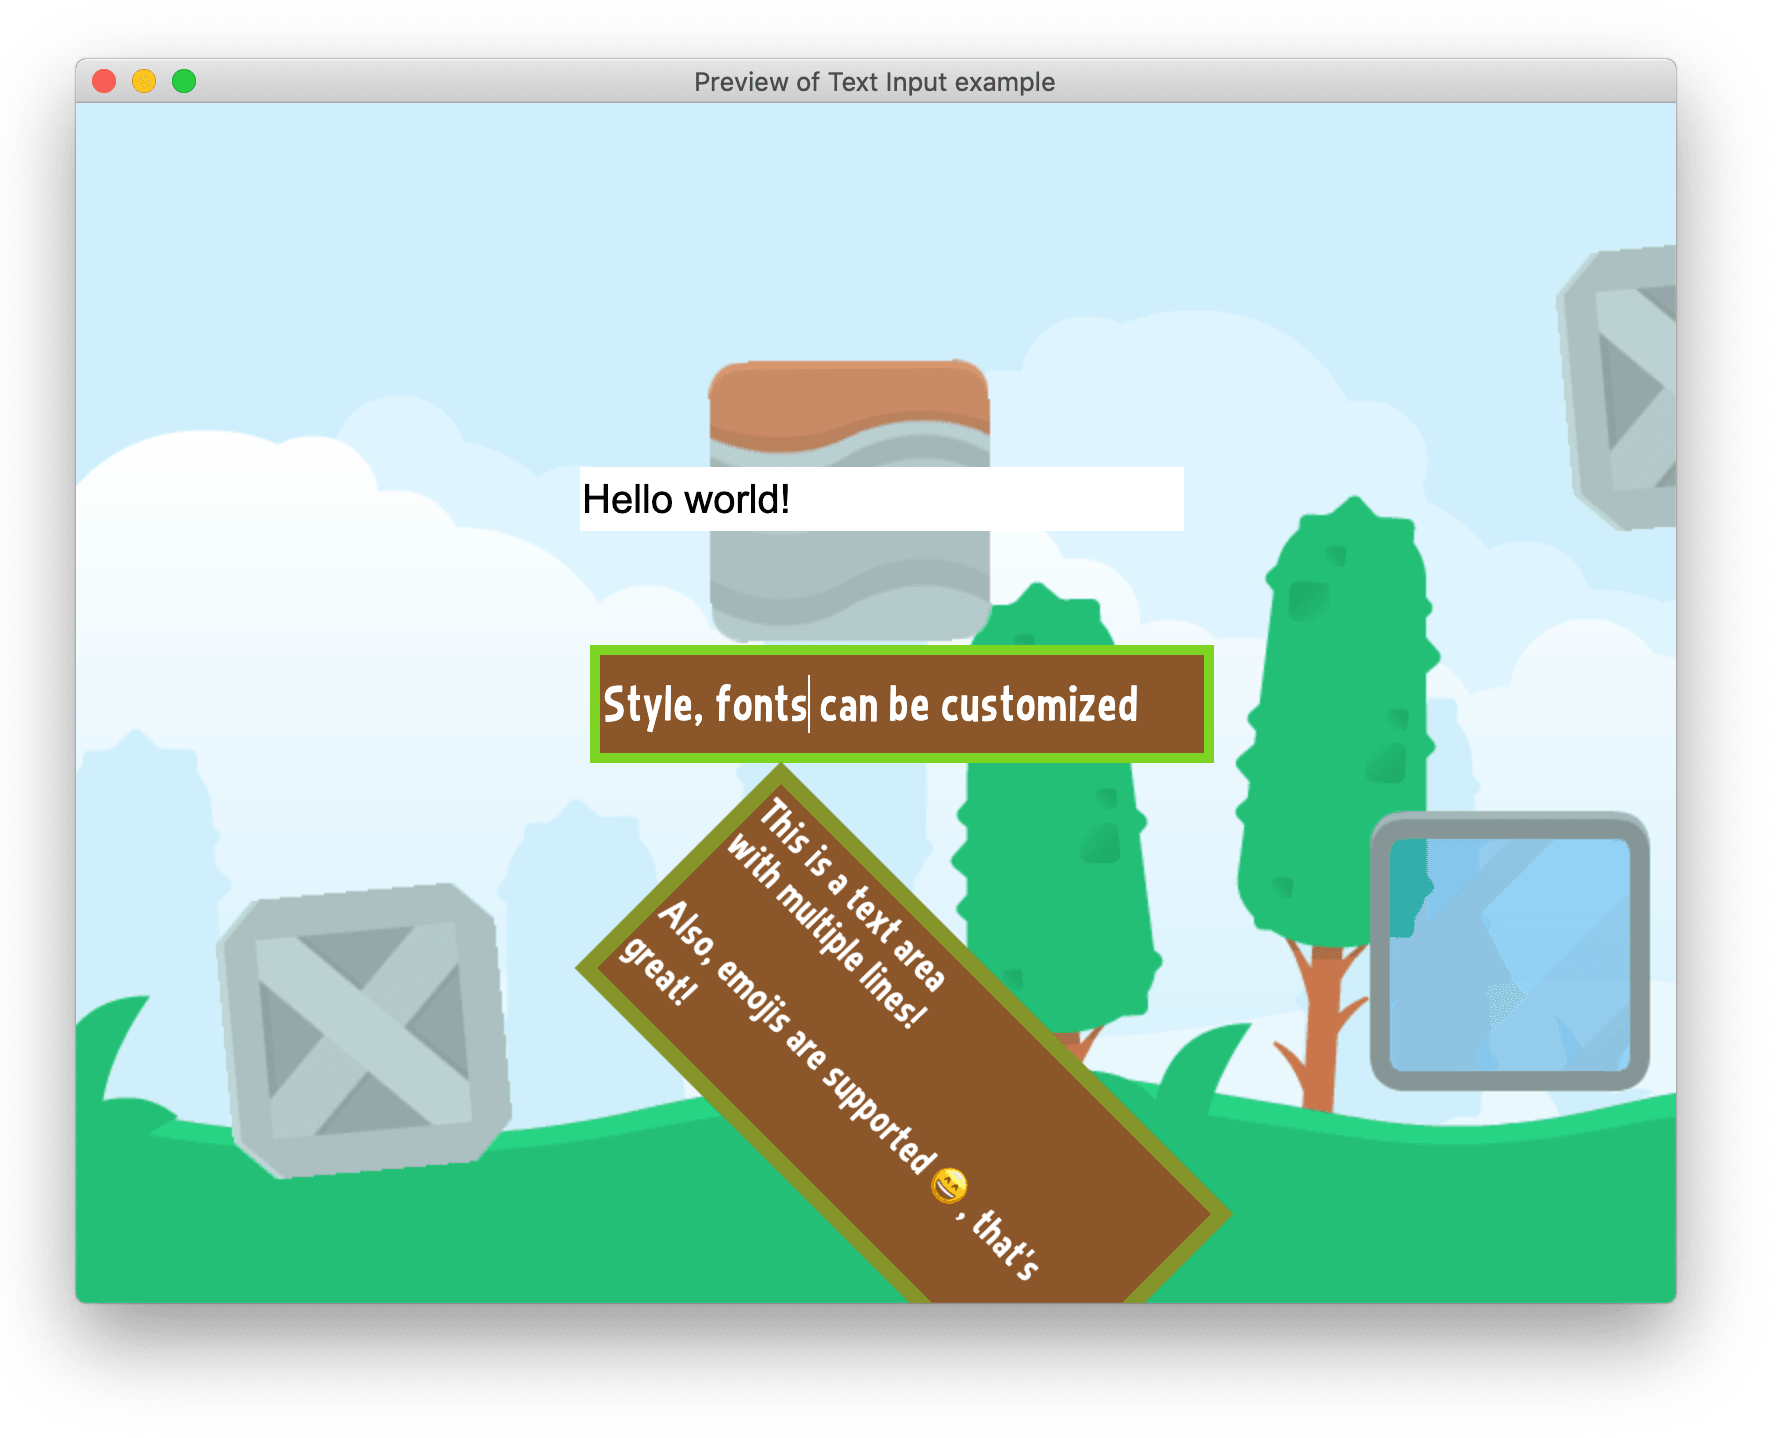 Preview of Text Input example
Hello world!
Style, fonts can be customized
This is a text area
with multiple lines!
Also, emojis are supported 😄, that's
great!